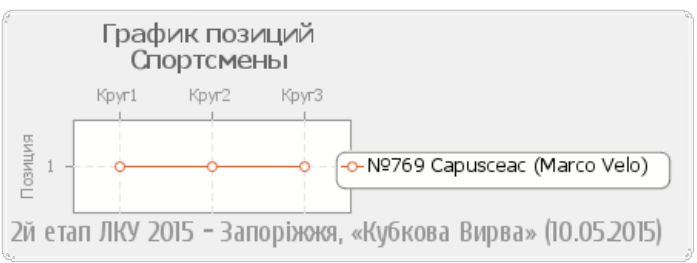 График позиций
Спортсмены
Круг1 Круг2 Круг3
Позиция
1
№769 Capusceac (Marco Velo)
2й етап ЛКУ 2015 - Запоріжжя, «Кубкова Вирва» (10.05.2015)